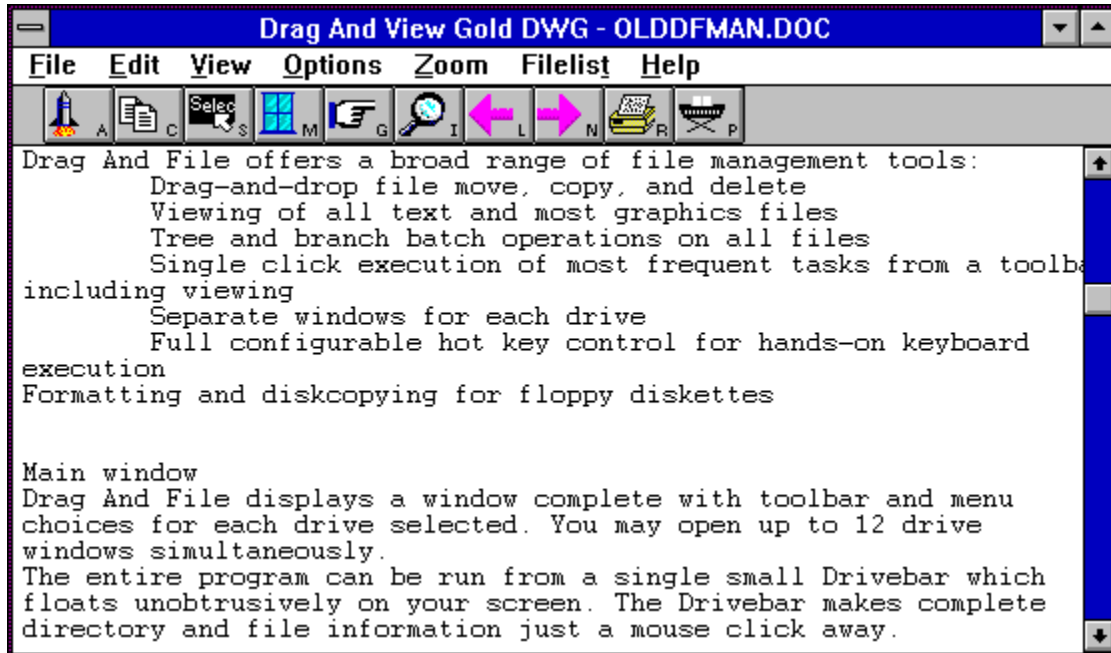 Drag And View Gold DWG - OLDDFMAN.DOC
File Edit View Options Zoom Filelist Help
A C Selec S M G I L N R P
Drag And File offers a broad range of file management tools:
Drag-and-drop file move, copy, and delete
Viewing of all text and most graphics files
Tree and branch batch operations on all files
Single click execution of most frequent tasks from a toolba
including viewing
Separate windows for each drive
Full configurable hot key control for hands-on keyboard
execution
Formatting and diskcopying for floppy diskettes
Main window
Drag And File displays a window complete with toolbar and menu
choices for each drive selected. You may open up to 12 drive
windows simultaneously.
The entire program can be run from a single small Drivebar which
floats unobtrusively on your screen. The Drivebar makes complete
directory and file information just a mouse click away.